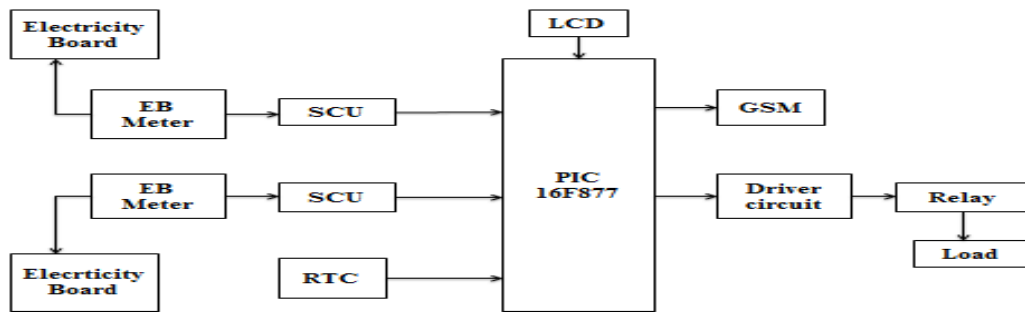 Electricity
Board
LCD
EB
Meter
SCU
GSM
EB
Meter
SCU
PIC
16F877
Driver
circuit
Relay
Elecrticity
Board
RTC
Load